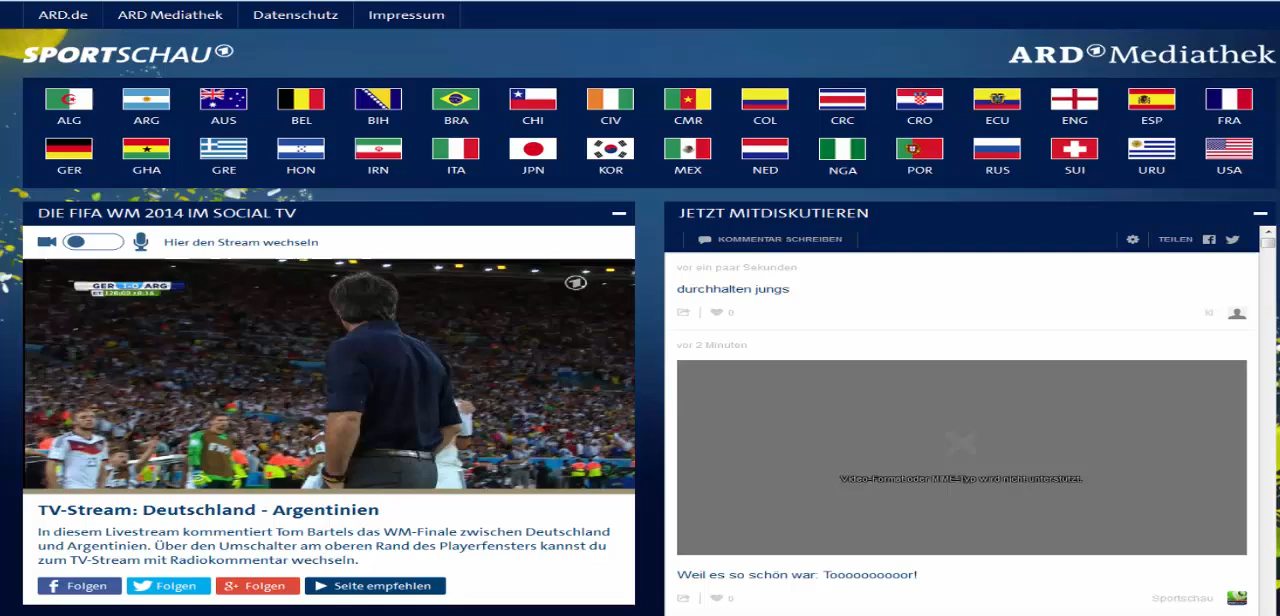 ARD.de ARD Mediathek Datenschutz Impressum
SPORTSCHAU ARD Mediathek
ALG ARG AUS BEL BIH BRA CHI CIV CMR COL CRC CRO ECU ENG ESP FRA
GER GHA GRE HON IRN ITA JPN KOR MEX NED NGA POR RUS SUI URU USA
DIE FIFA WM 2014 IM SOCIAL TV
Hier den Stream wechseln
GER 1-0 ARG
TV-Stream: Deutschland - Argentinien
In diesem Livestream kommentiert Tom Bartels das WM-Finale zwischen Deutschland
und Argentinien. Über den Umschalter am oberen Rand des Playerfensters kannst du
zum TV-Stream mit Radiokommentar wechseln.
Folgen Folgen Folgen Seite empfehlen
JETZT MITDISKUTIEREN
KOMMENTAR SCHREIBEN TEILEN
vor ein paar Sekunden
durchhalten jungs
0 kl
vor 2 Minuten
Video-Format oder MIME-Typ wird nicht unterstützt.
Weil es so schön war: Toooooooooor!
0 Sportschau